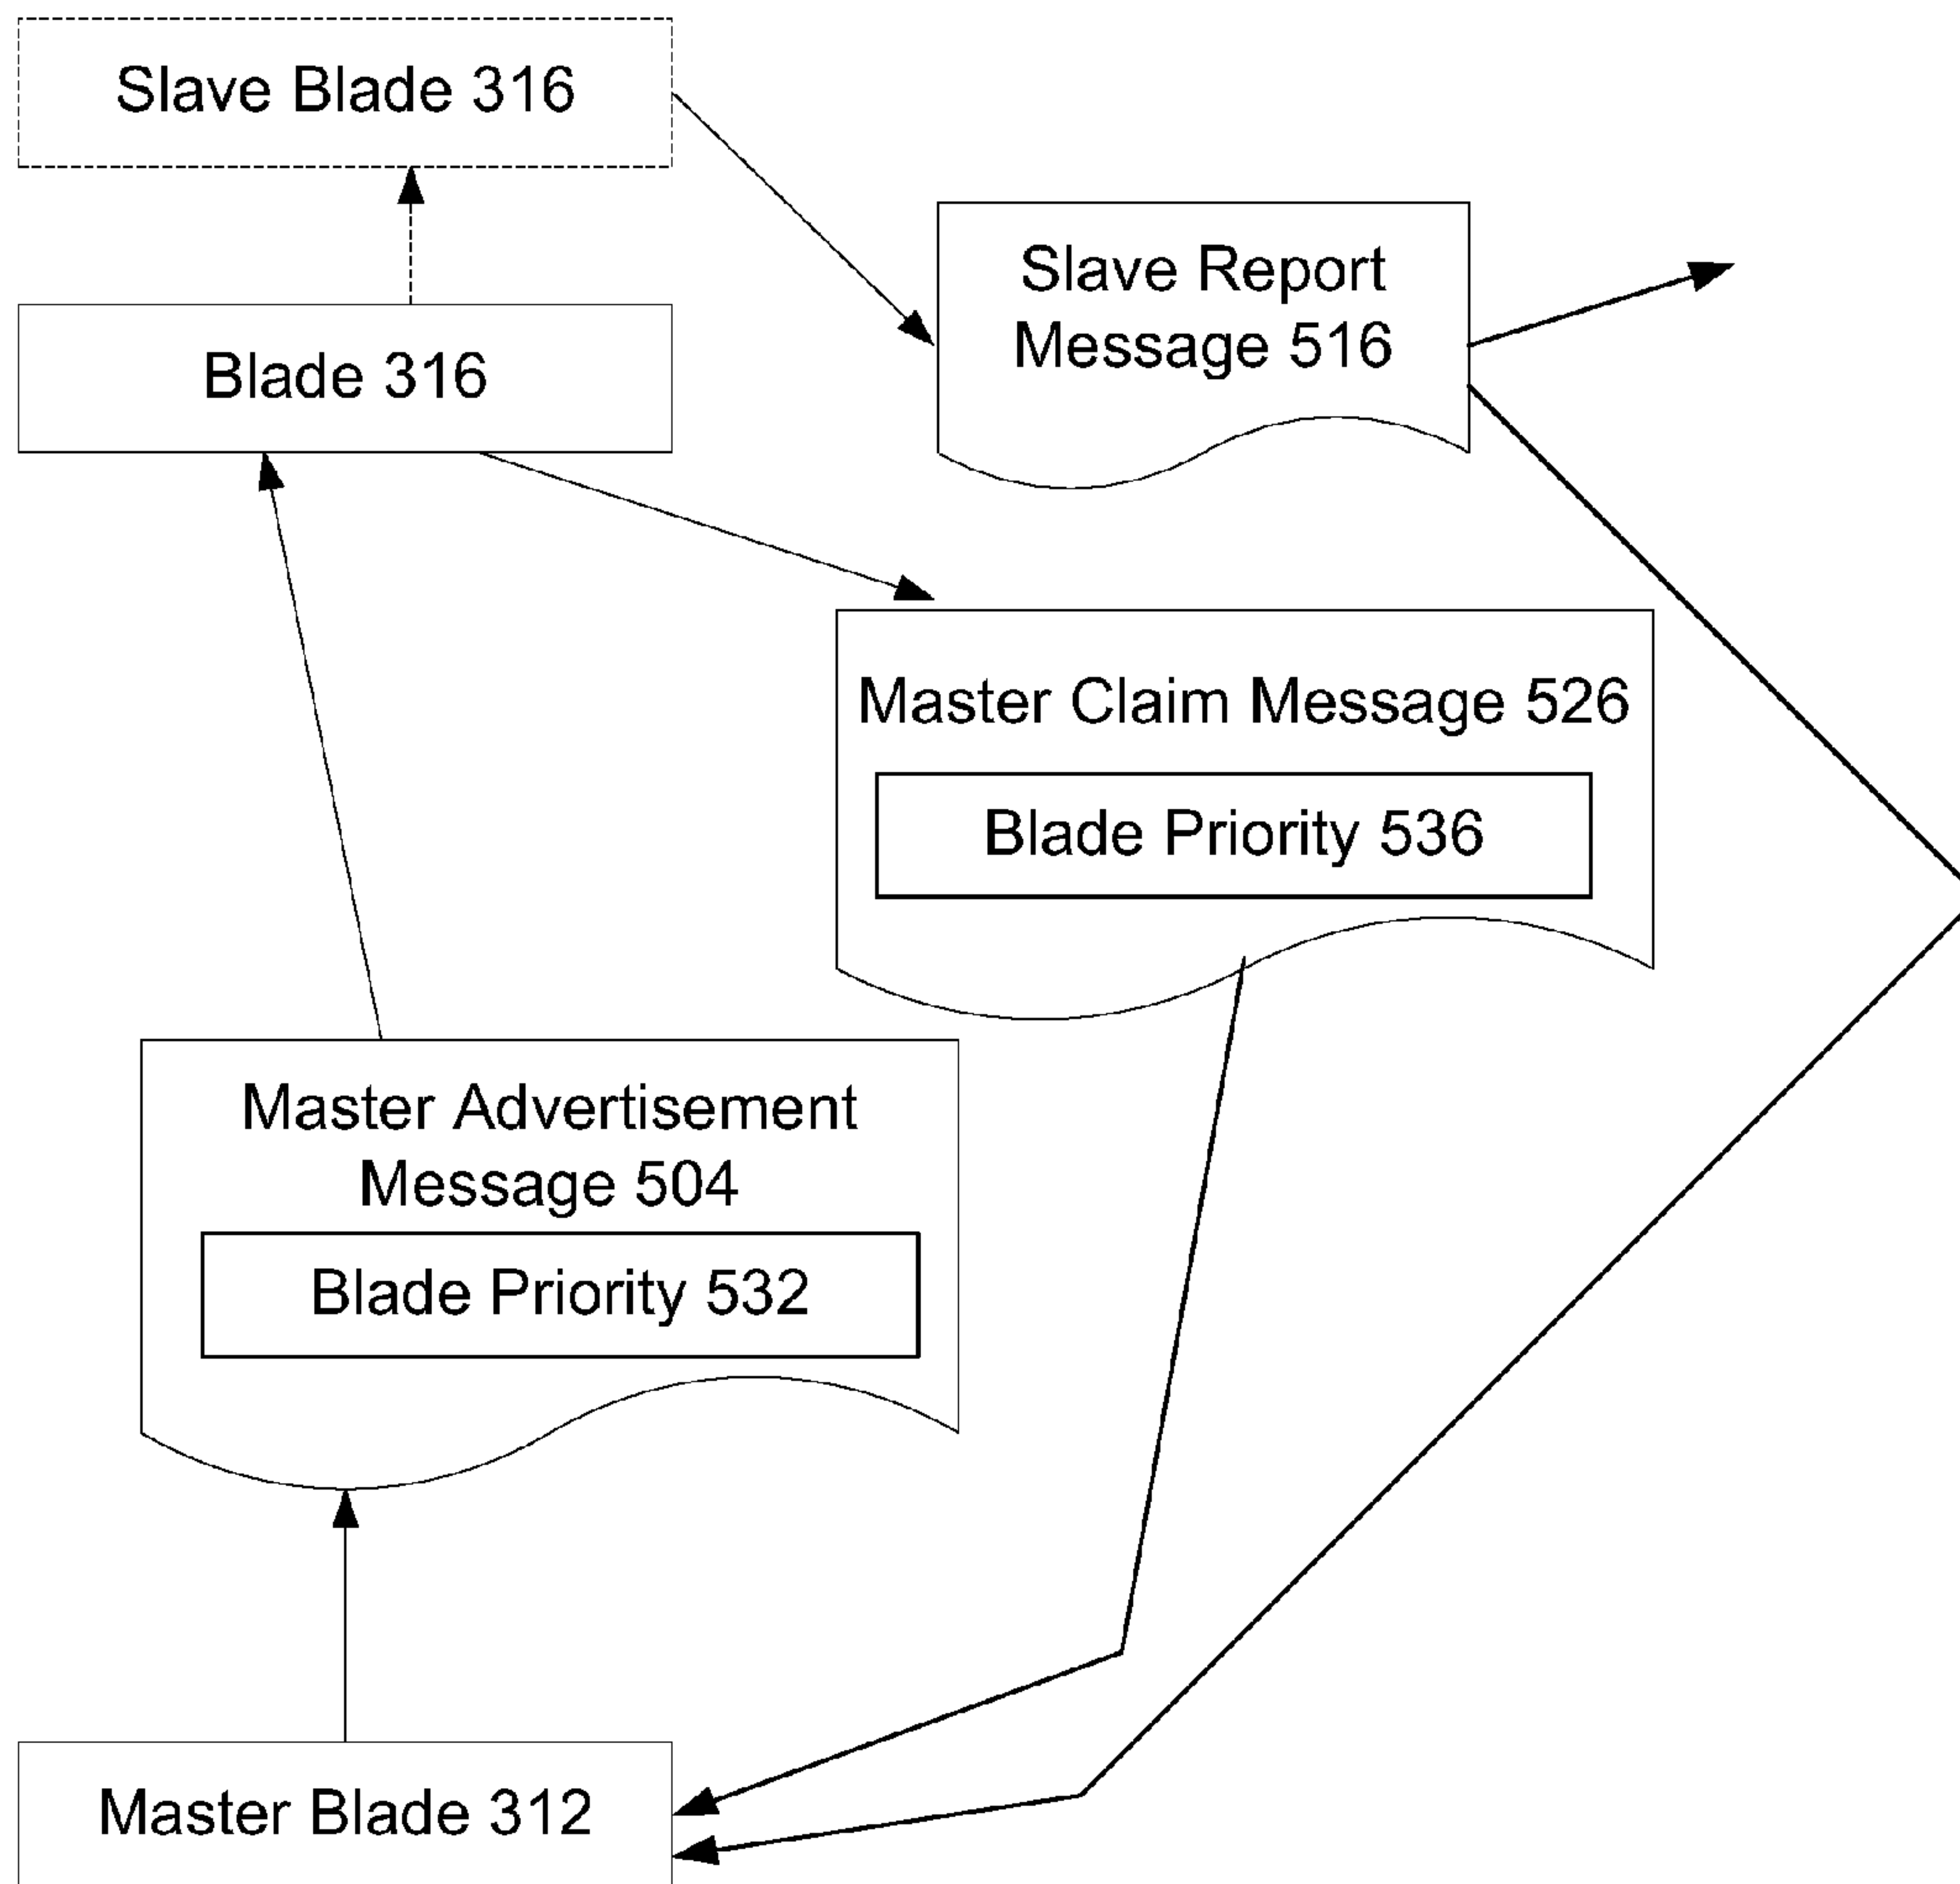 Slave Blade 316
Slave Report
Message 516
Blade 316
Master Claim Message 526
Blade Priority 536
Master Advertisement
Message 504
Blade Priority 532
Master Blade 312